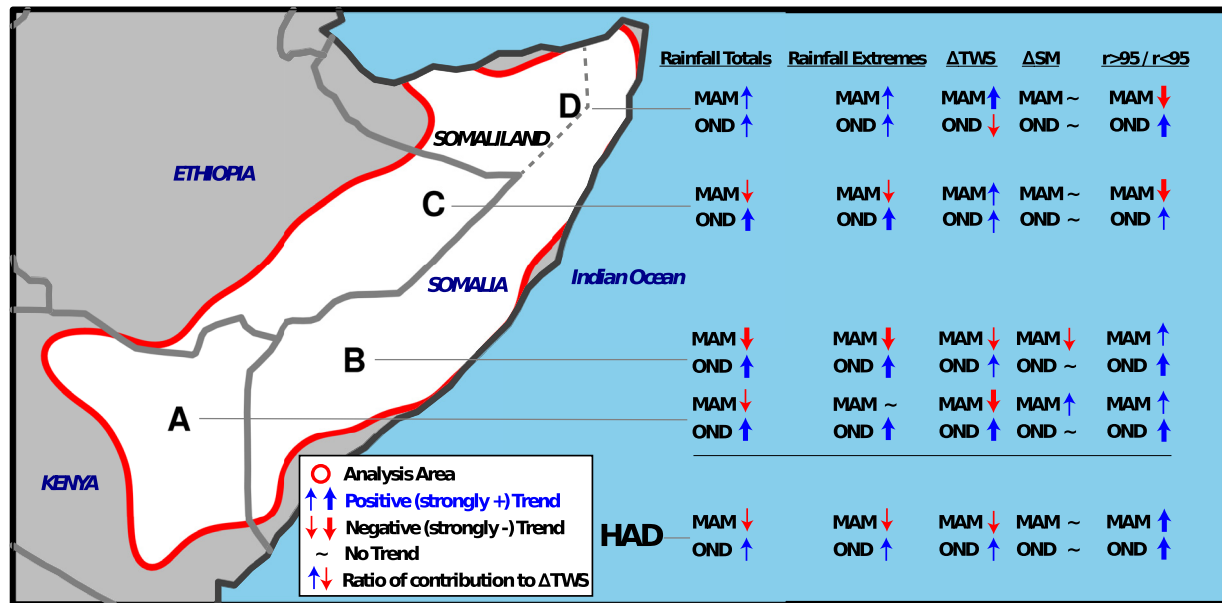 Rainfall Totals Rainfall Extremes ΔTWS ΔSM r>95 / r<95
MAM ↑ MAM ↑ MAM ↑ MAM ~ MAM ↓
D
OND ↑ OND ↑ OND ↓ OND ~ OND ↑
SOMALILAND
ETHIOPIA
MAM ↓ MAM ↓ MAM ↑ MAM ~ MAM ↓
C
OND ↑ OND ↑ OND ↑ OND ~ OND ↑
SOMALIA
Indian Ocean
MAM ↓ MAM ↓ MAM ↓ MAM ↓ MAM ↑
B
OND ↑ OND ↑ OND ↑ OND ~ OND ↑
MAM ↓ MAM ~ MAM ↓ MAM ↑ MAM ↑
A
OND ↑ OND ↑ OND ↑ OND ~ OND ↑
KENYA
Analysis Area
↑↑ Positive (strongly +) Trend
↓↓ Negative (strongly -) Trend
~ No Trend
↑↓ Ratio of contribution to ΔTWS
HAD
MAM ↓ MAM ↓ MAM ↓ MAM ~ MAM ↑
OND ↑ OND ↑ OND ↑ OND ~ OND ↑